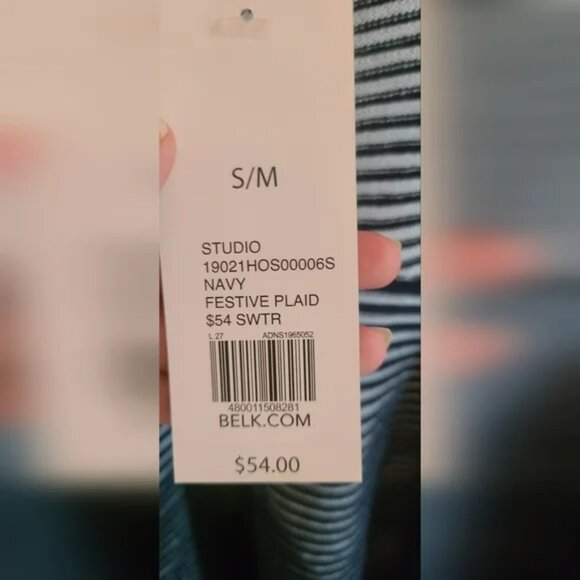 S/M
STUDIO
19021HOS00006S
NAVY
FESTIVE PLAID
$54 SWTR
L 27 ADNS1965052
480011508281
BELK.COM
$54.00